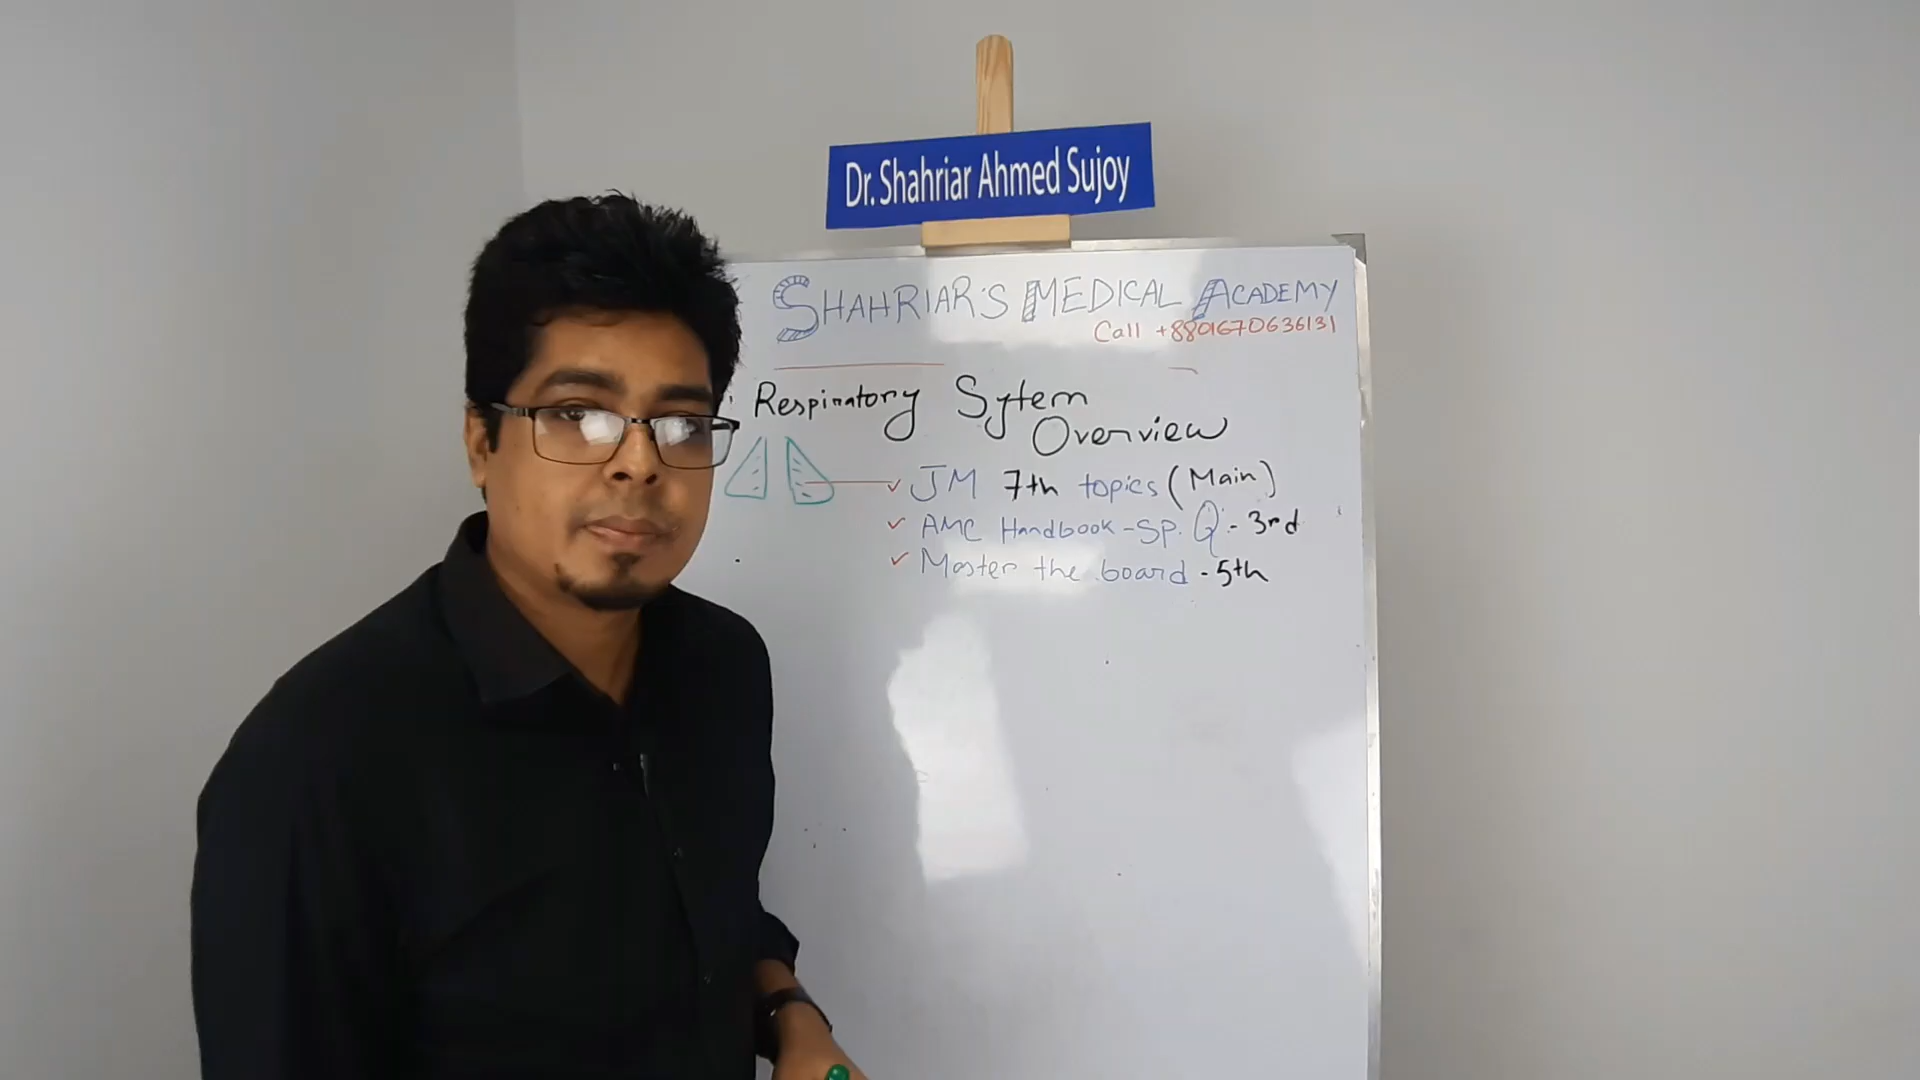 Dr. Shahriar Ahmed Sujoy
SHAHRIAR'S MEDICAL ACADEMY
Call +8801670636131
Respiratory Sytem
Overview
JM 7th topics (Main)
AMC Handbook - Sp. Q - 3rd
Master the board - 5th